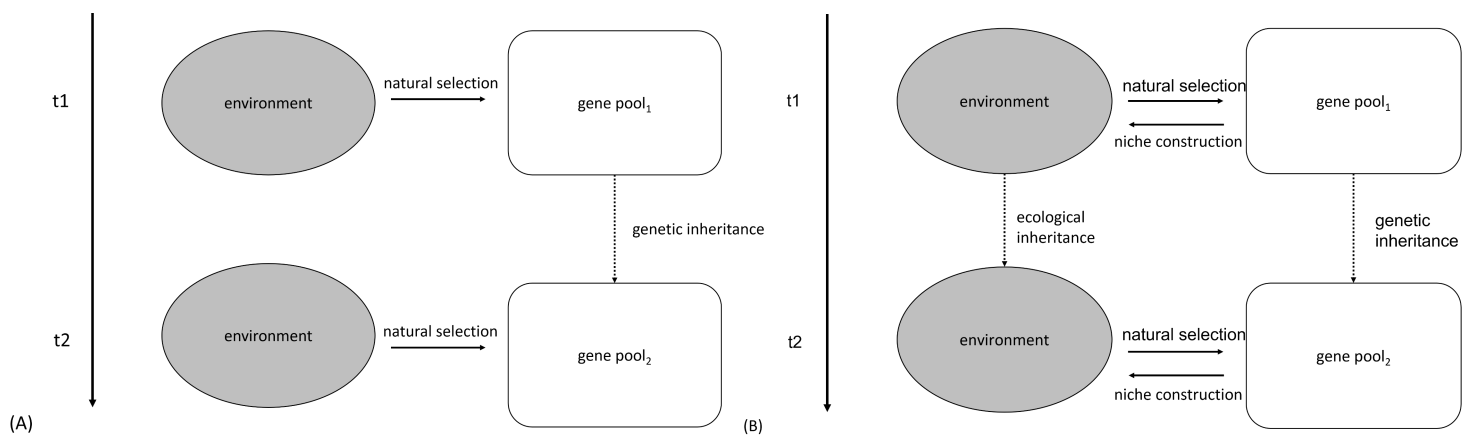 t1
environment
natural selection
gene pool1
genetic inheritance
t2
environment
natural selection
gene pool2
(A)
t1
environment
natural selection
niche construction
gene pool1
ecological
inheritance
genetic
inheritance
t2
environment
natural selection
niche construction
gene pool2
(B)